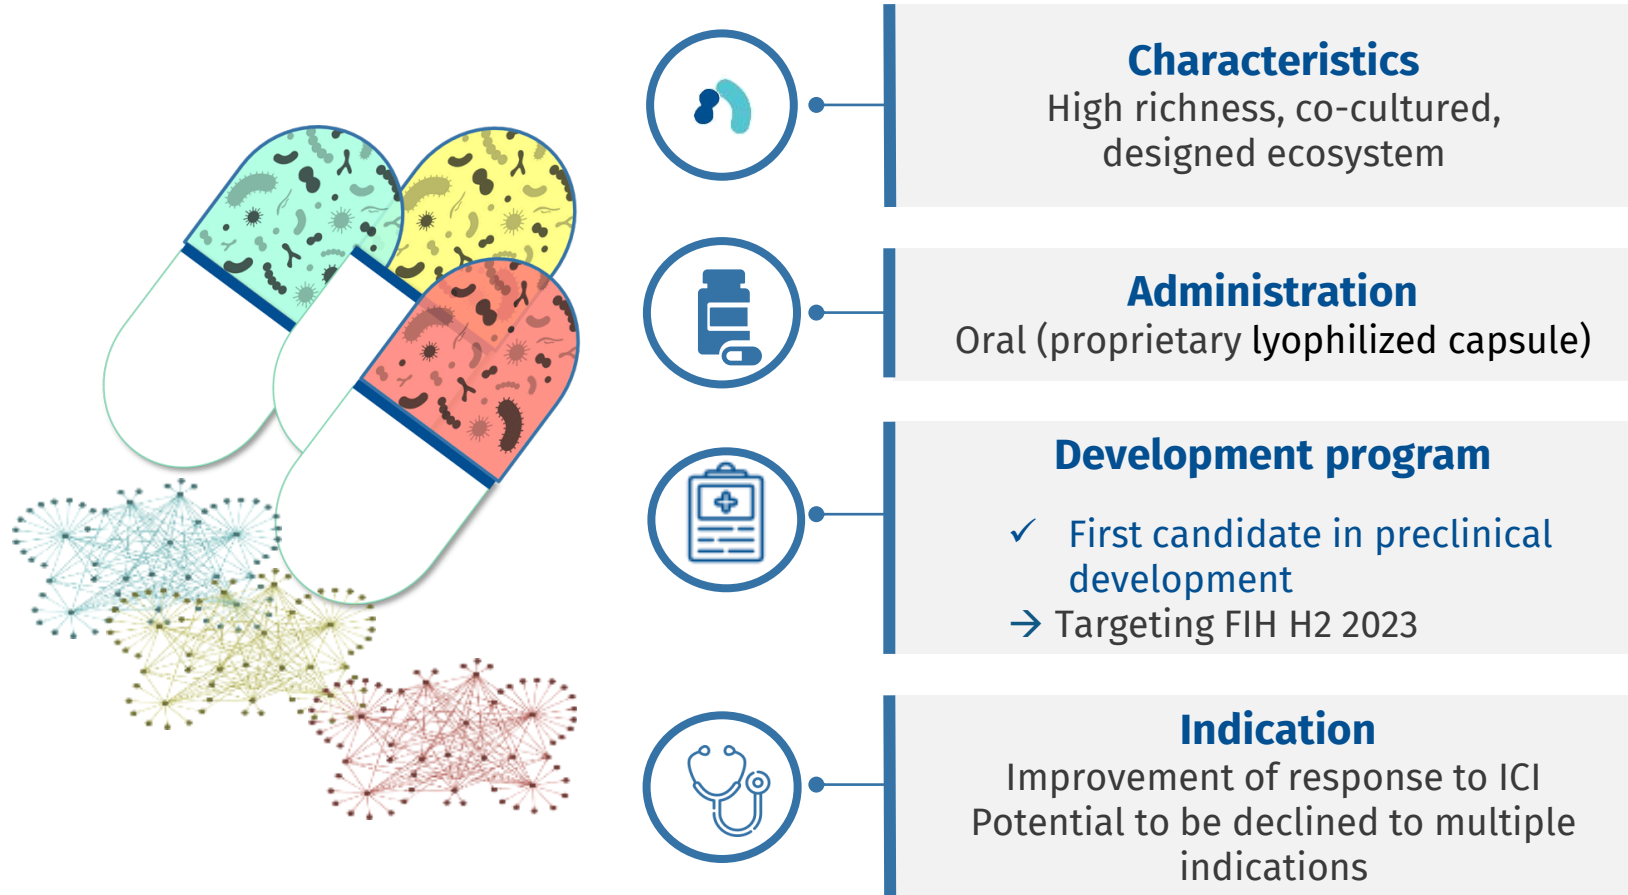 Characteristics
High richness, co-cultured,
designed ecosystem
Administration
Oral (proprietary lyophilized capsule)
Development program
✓ First candidate in preclinical
development
→ Targeting FIH H2 2023
Indication
Improvement of response to ICI
Potential to be declined to multiple
indications